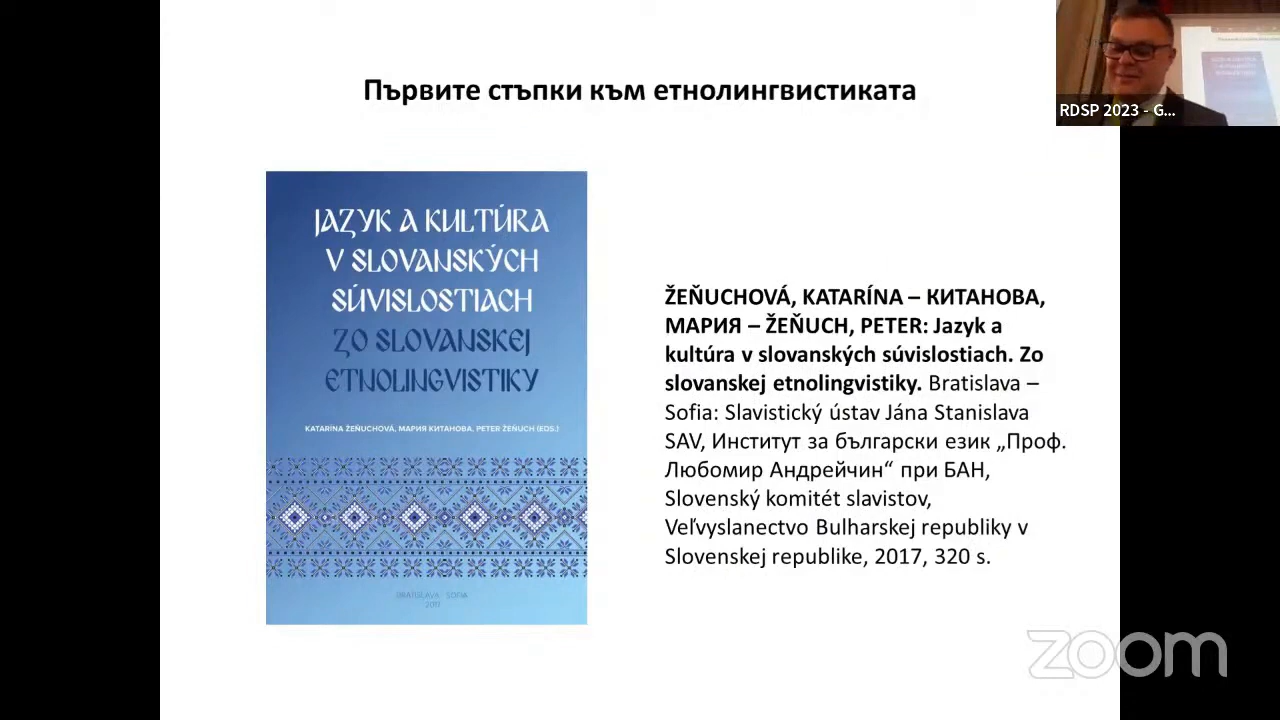 Първите стъпки към етнолингвистиката
RDSP 2023 - G...
JAZYK A KULTÚRA
V SLOVANSKÝCH
SÚVISLOSTIACH
ZO SLOVANSKEJ
ETNOLINGVISTIKY
KATARÍNA ŽEŇUCHOVÁ, МАРИЯ КИТАНОВА, PETER ŽEŇUCH (EDS.)
BRATISLAVA SOFIA
2017
ŽEŇUCHOVÁ, KATARÍNA – КИТАНОВА,
МАРИЯ – ŽEŇUCH, PETER: Jazyk a
kultúra v slovanských súvislostiach. Zo
slovanskej etnolingvistiky. Bratislava –
Sofia: Slavistický ústav Jána Stanislava
SAV, Институт за български език „Проф.
Любомир Андрейчин“ при БАН,
Slovenský komitét slavistov,
Veľvyslanectvo Bulharskej republiky v
Slovenskej republike, 2017, 320 s.
zoom